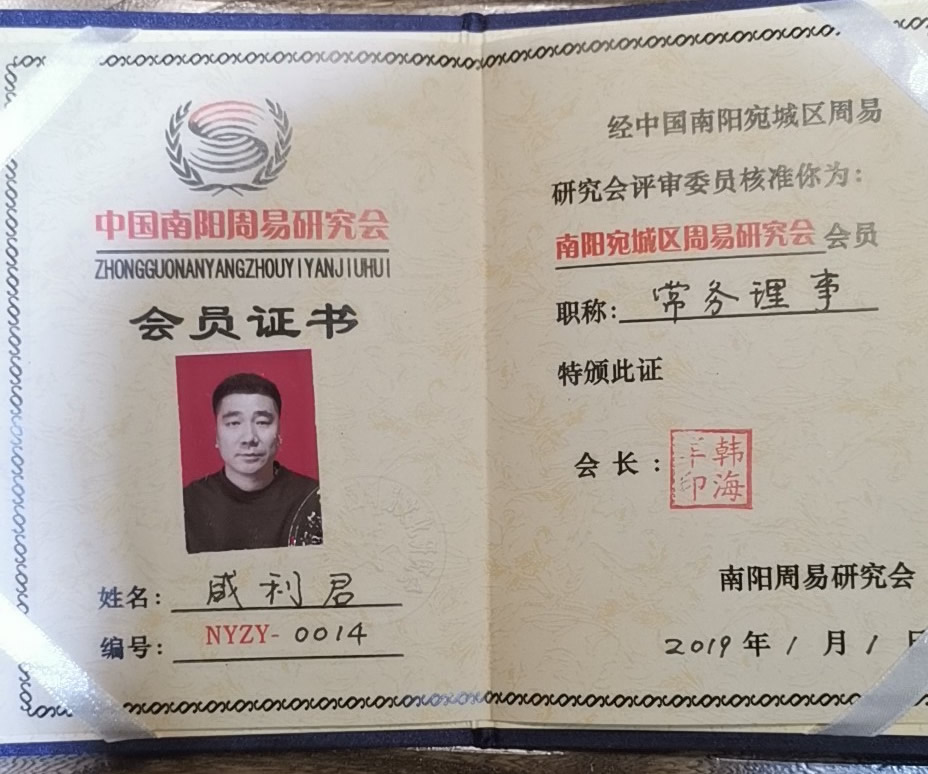 中国南阳周易研究会
ZHONGGUONANYANGZHOUYIYANJIUHUI
会员证书
姓名：咸利君
编号：NYZY-0014
经中国南阳宛城区周易
研究会评审委员核准你为：
南阳宛城区周易研究会会员
职称：常务理事
特颁此证
会长：
韩海
印
南阳周易研究会
2019年1月1日